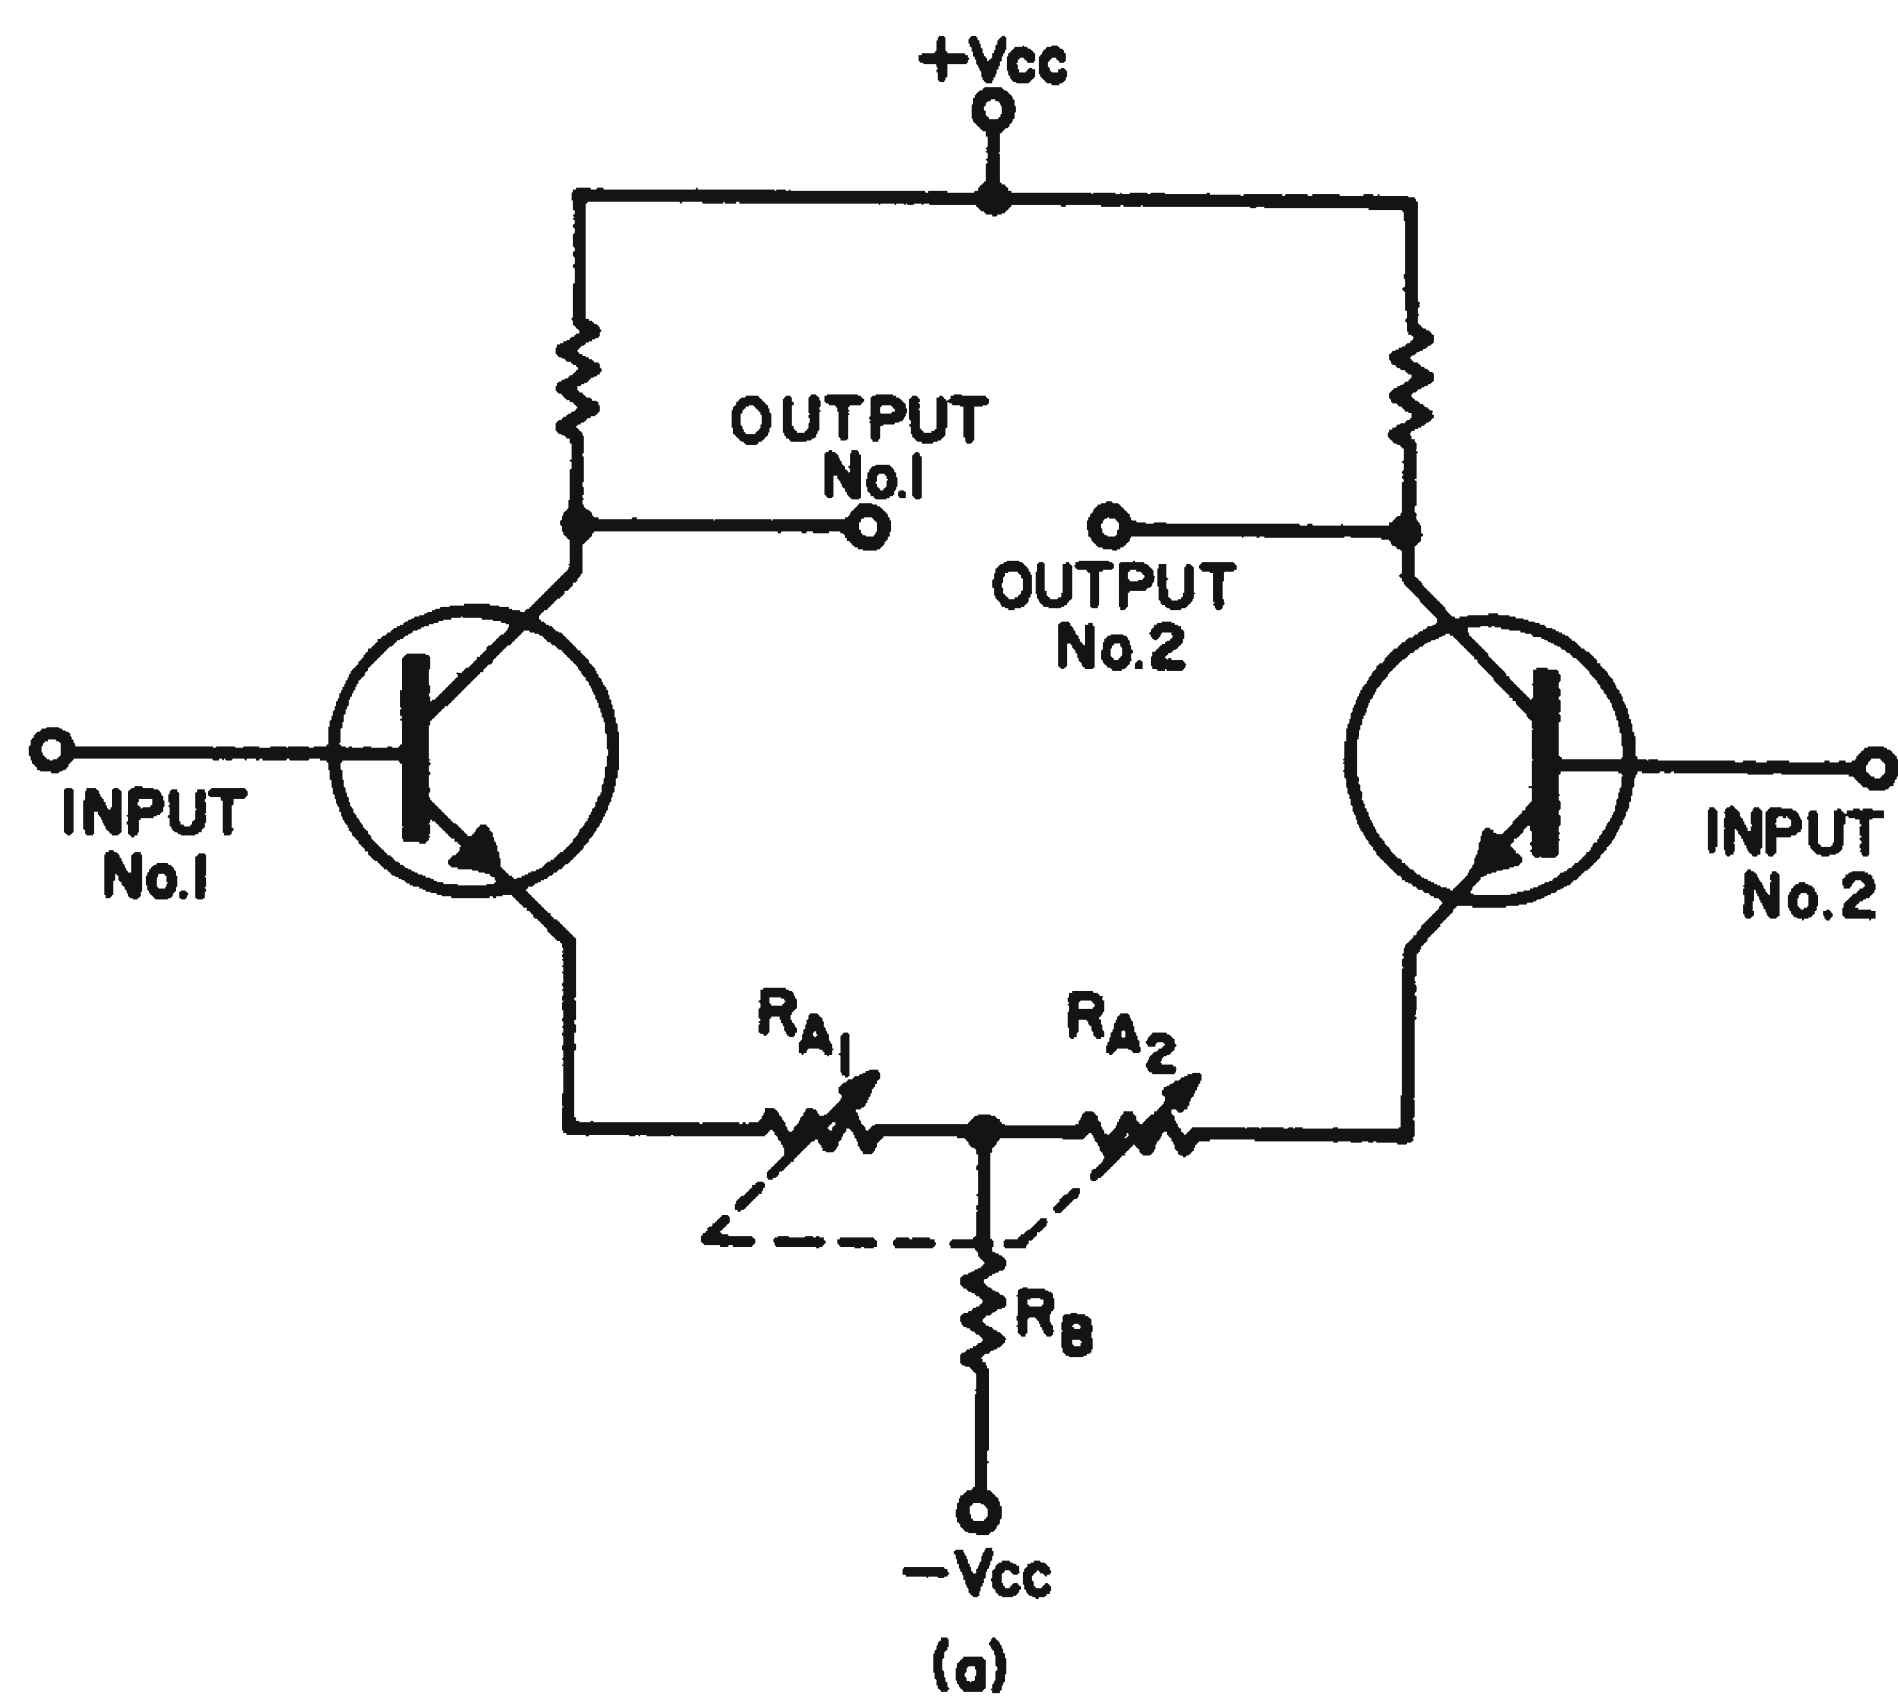 +Vcc
OUTPUT
No.1
OUTPUT
No.2
INPUT
No.1
INPUT
No.2
RA1
RA2
RB
-Vcc
(a)